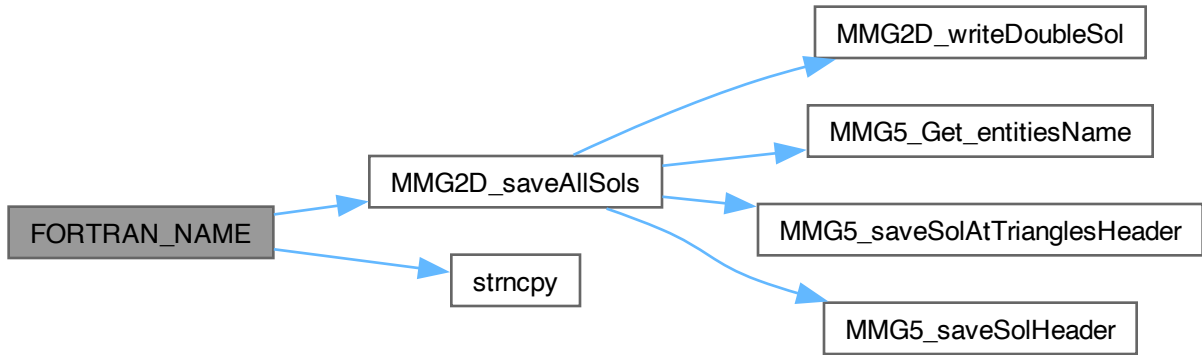 FORTRAN_NAME
MMG2D_saveAllSols
strncpy
MMG2D_writeDoubleSol
MMG5_Get_entitiesName
MMG5_saveSolAtTrianglesHeader
MMG5_saveSolHeader